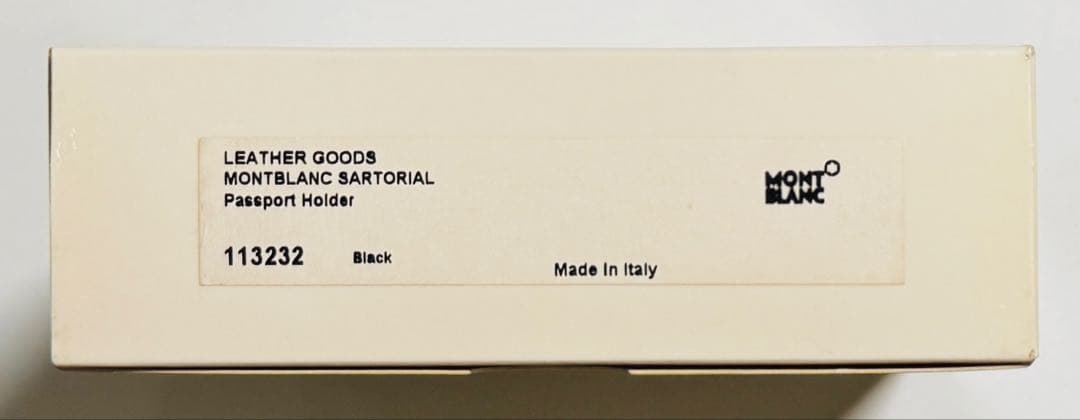 LEATHER GOODS
MONTBLANC SARTORIAL
Passport Holder
113232 Black
Made in Italy
MONT
BLANC